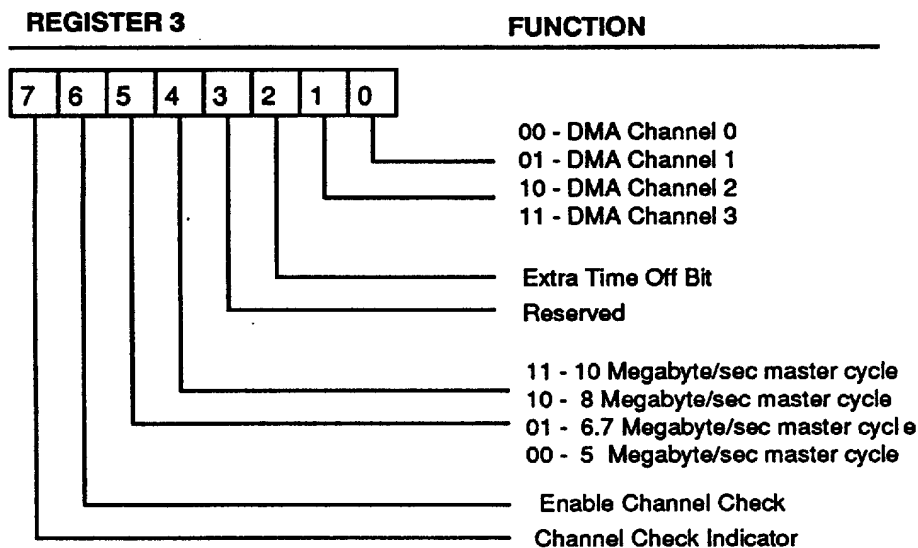 REGISTER 3 FUNCTION
7 6 5 4 3 2 1 0
00 - DMA Channel 0
01 - DMA Channel 1
10 - DMA Channel 2
11 - DMA Channel 3
Extra Time Off Bit
Reserved
11 - 10 Megabyte/sec master cycle
10 - 8 Megabyte/sec master cycle
01 - 6.7 Megabyte/sec master cycle
00 - 5 Megabyte/sec master cycle
Enable Channel Check
Channel Check Indicator